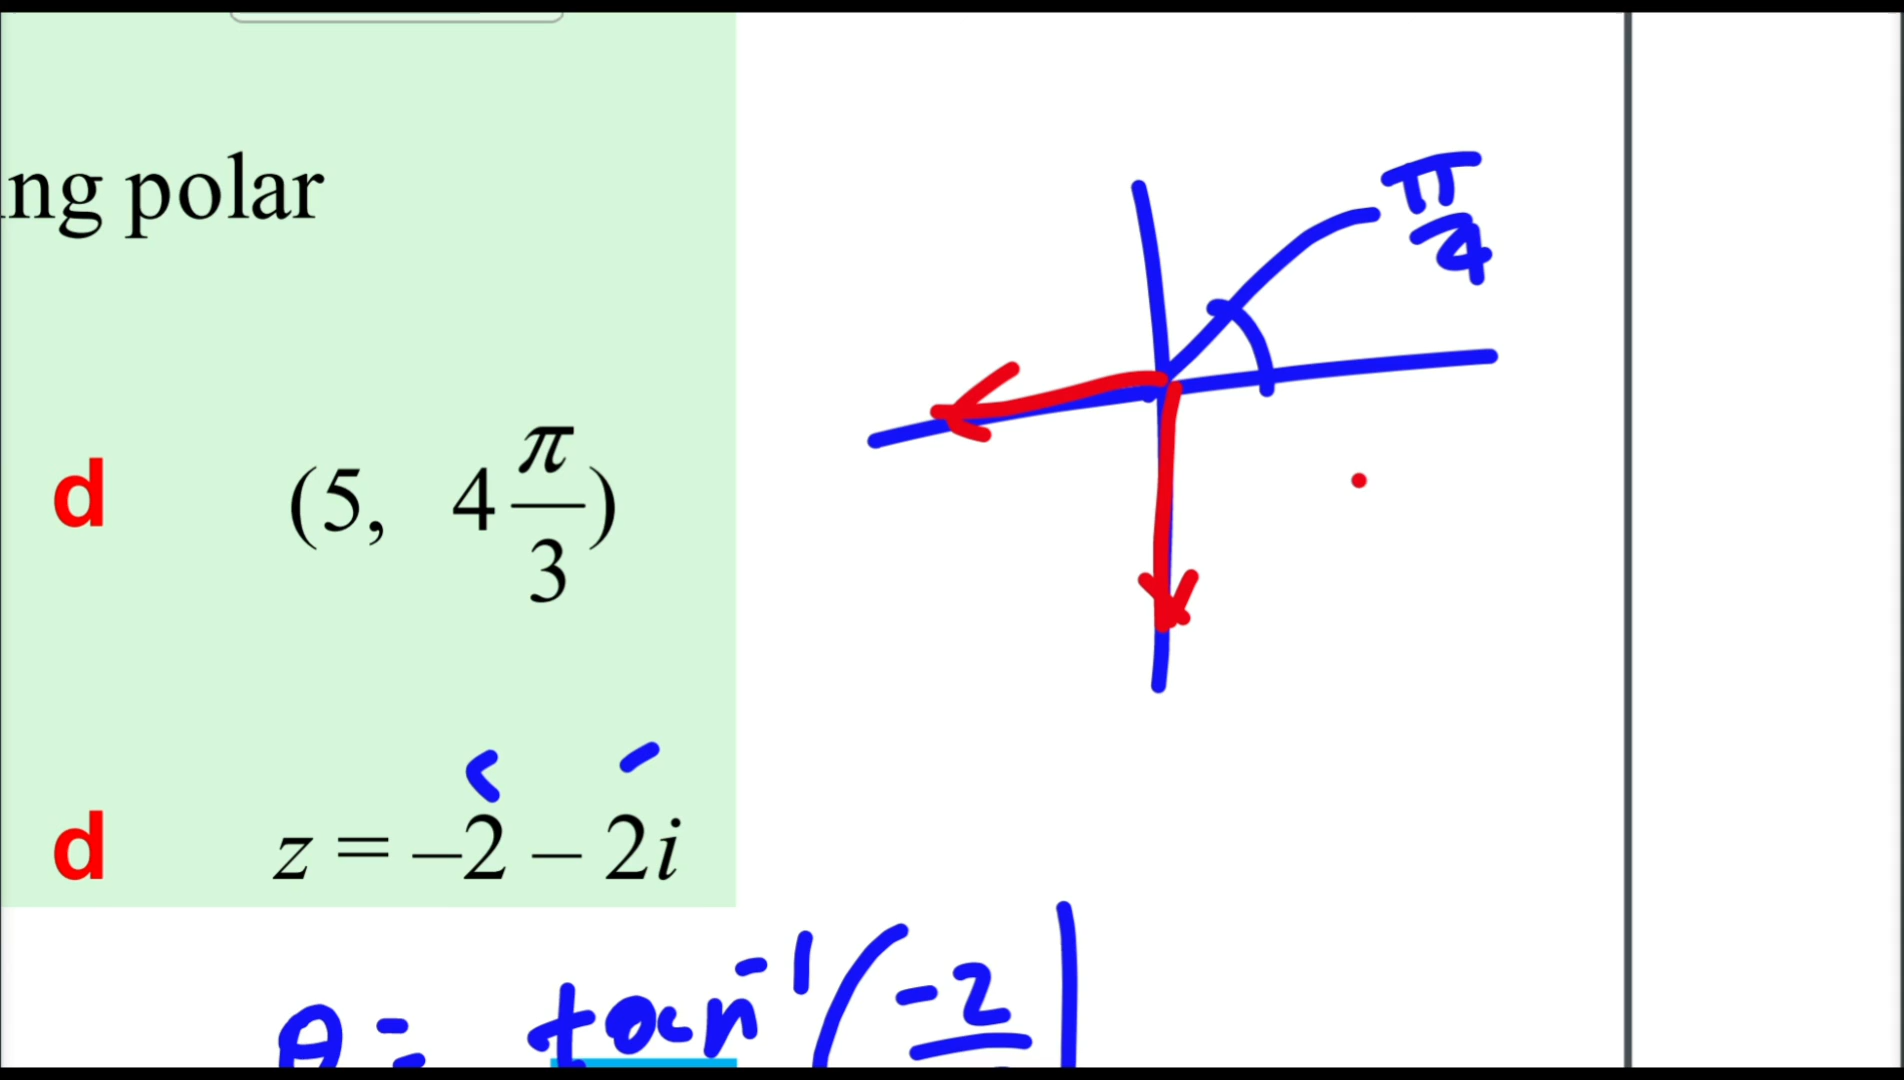 ng polar
π/4
d (5, 4π/3)
d z = –2 – 2i
θ = tan⁻¹(-2